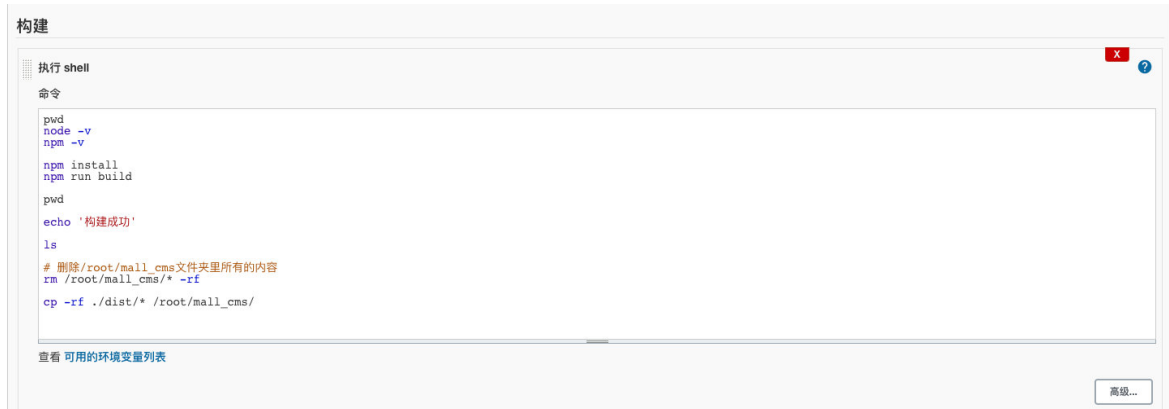 构建
X
执行 shell
?
命令
pwd
node -v
npm -v
npm install
npm run build
pwd
echo '构建成功'
ls
# 删除/root/mall_cms文件夹里所有的内容
rm /root/mall_cms/* -rf
cp -rf ./dist/* /root/mall_cms/
查看 可用的环境变量列表
高级...